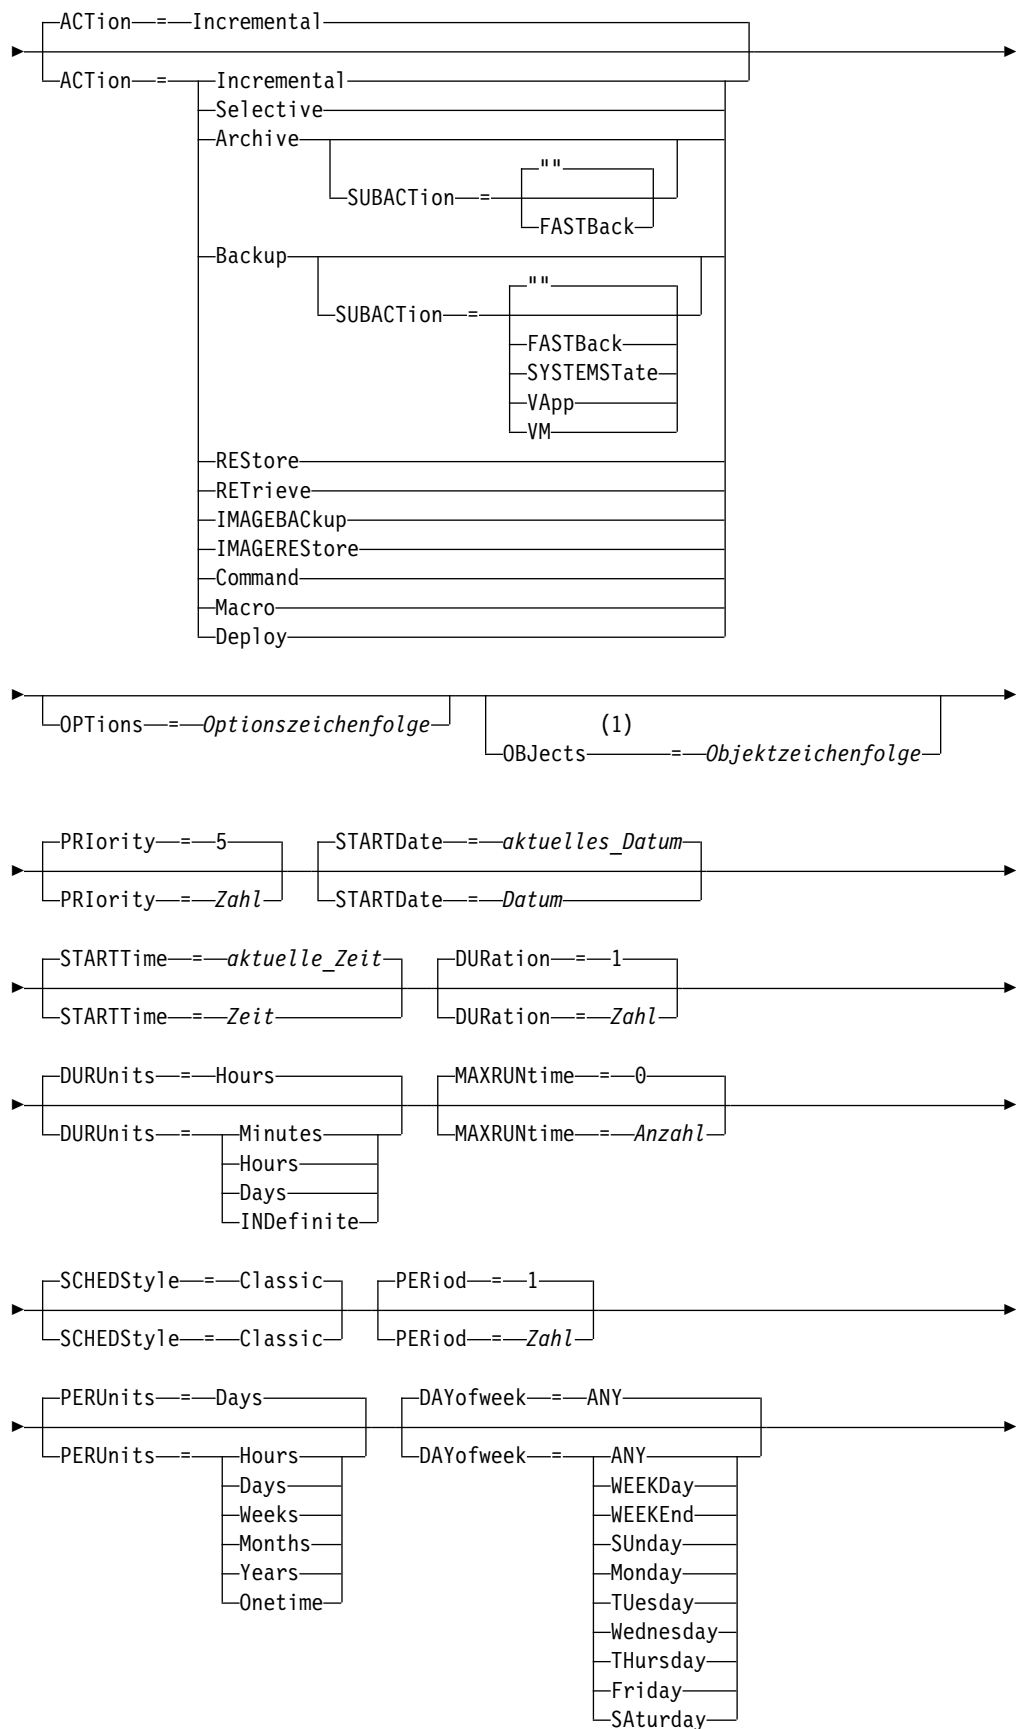 ACTion = Incremental
ACTion = Incremental
Selective
Archive
""
SUBACTion =
FASTBack
Backup
""
SUBACTion =
FASTBack
SYSTEMSTate
VApp
VM
REStore
RETrieve
IMAGEBACkup
IMAGEREStore
Command
Macro
Deploy
OPTions = Optionszeichenfolge
(1)
OBJects = Objektzeichenfolge
PRIority = 5 STARTDate = aktuelles_Datum
PRIority = Zahl STARTDate = Datum
STARTTime = aktuelle_Zeit DURation = 1
STARTTime = Zeit DURation = Zahl
DURUnits = Hours MAXRUNtime = 0
DURUnits = Minutes MAXRUNtime = Anzahl
Hours
Days
INDefinite
SCHEDStyle = Classic PERiod = 1
SCHEDStyle = Classic PERiod = Zahl
PERUnits = Days DAYofweek = ANY
PERUnits = Hours DAYofweek = ANY
Days WEEKDay
Weeks WEEKEnd
Months SUnday
Years Monday
Onetime TUesday
Wednesday
THursday
Friday
SAturday